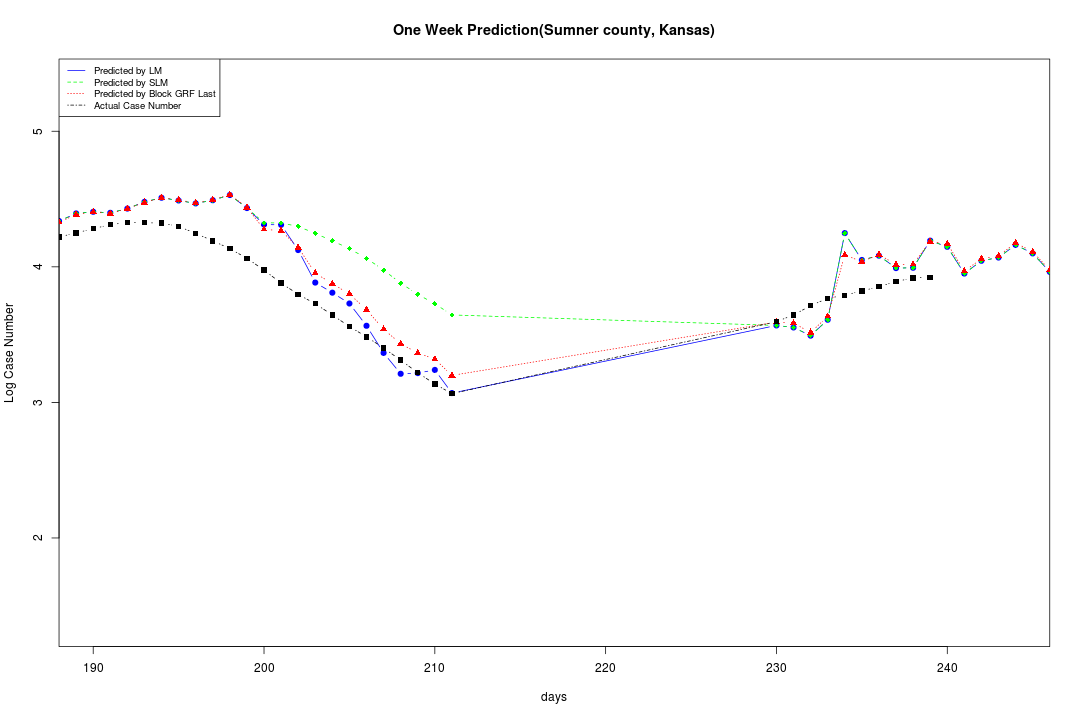 One Week Prediction(Sumner county, Kansas)
Predicted by LM
Predicted by SLM
Predicted by Block GRF Last
Actual Case Number
5
4
3
2
Log Case Number
190 200 210 220 230 240
days